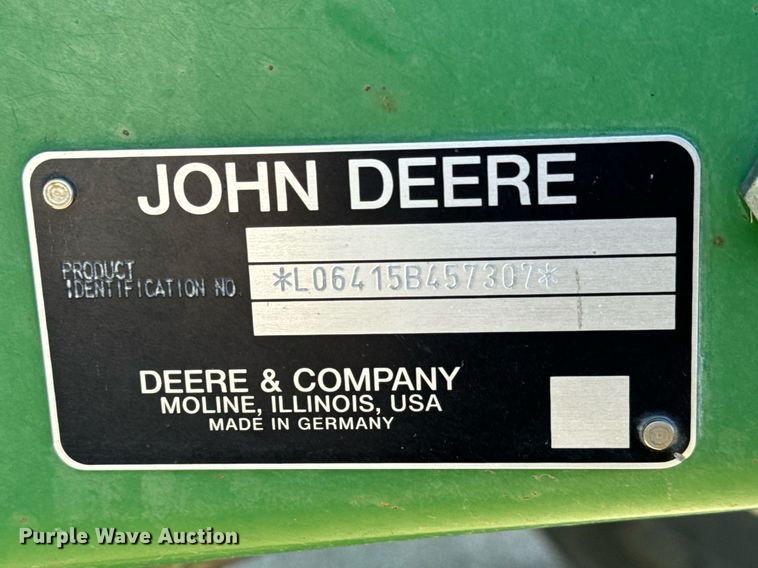 JOHN DEERE
PRODUCT
IDENTIFICATION NO.
*L06415B457307*
DEERE & COMPANY
MOLINE, ILLINOIS, USA
MADE IN GERMANY
Purple Wave Auction